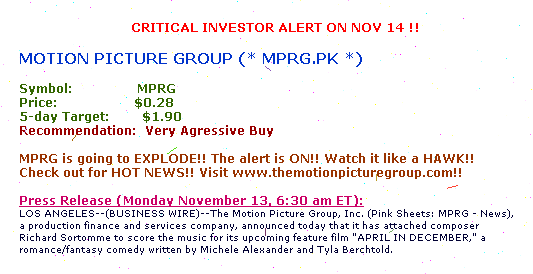 CRITICAL INVESTOR ALERT ON NOV 14 !!
MOTION PICTURE GROUP (* MPRG.PK *)
Symbol: MPRG
Price: $0.28
5-day Target: $1.90
Recommendation: Very Agressive Buy
MPRG is going to EXPLODE!! The alert is ON!! Watch it like a HAWK!!
Check out for HOT NEWS!! Visit www.themotionpicturegroup.com!!
Press Release (Monday November 13, 6:30 am ET):
LOS ANGELES--(BUSINESS WIRE)--The Motion Picture Group, Inc. (Pink Sheets: MPRG - News),
a production finance and services company, announced today that it has attached composer
Richard Sortomme to score the music for its upcoming feature film "APRIL IN DECEMBER," a
romance/fantasy comedy written by Michele Alexander and Tyla Berchtold.